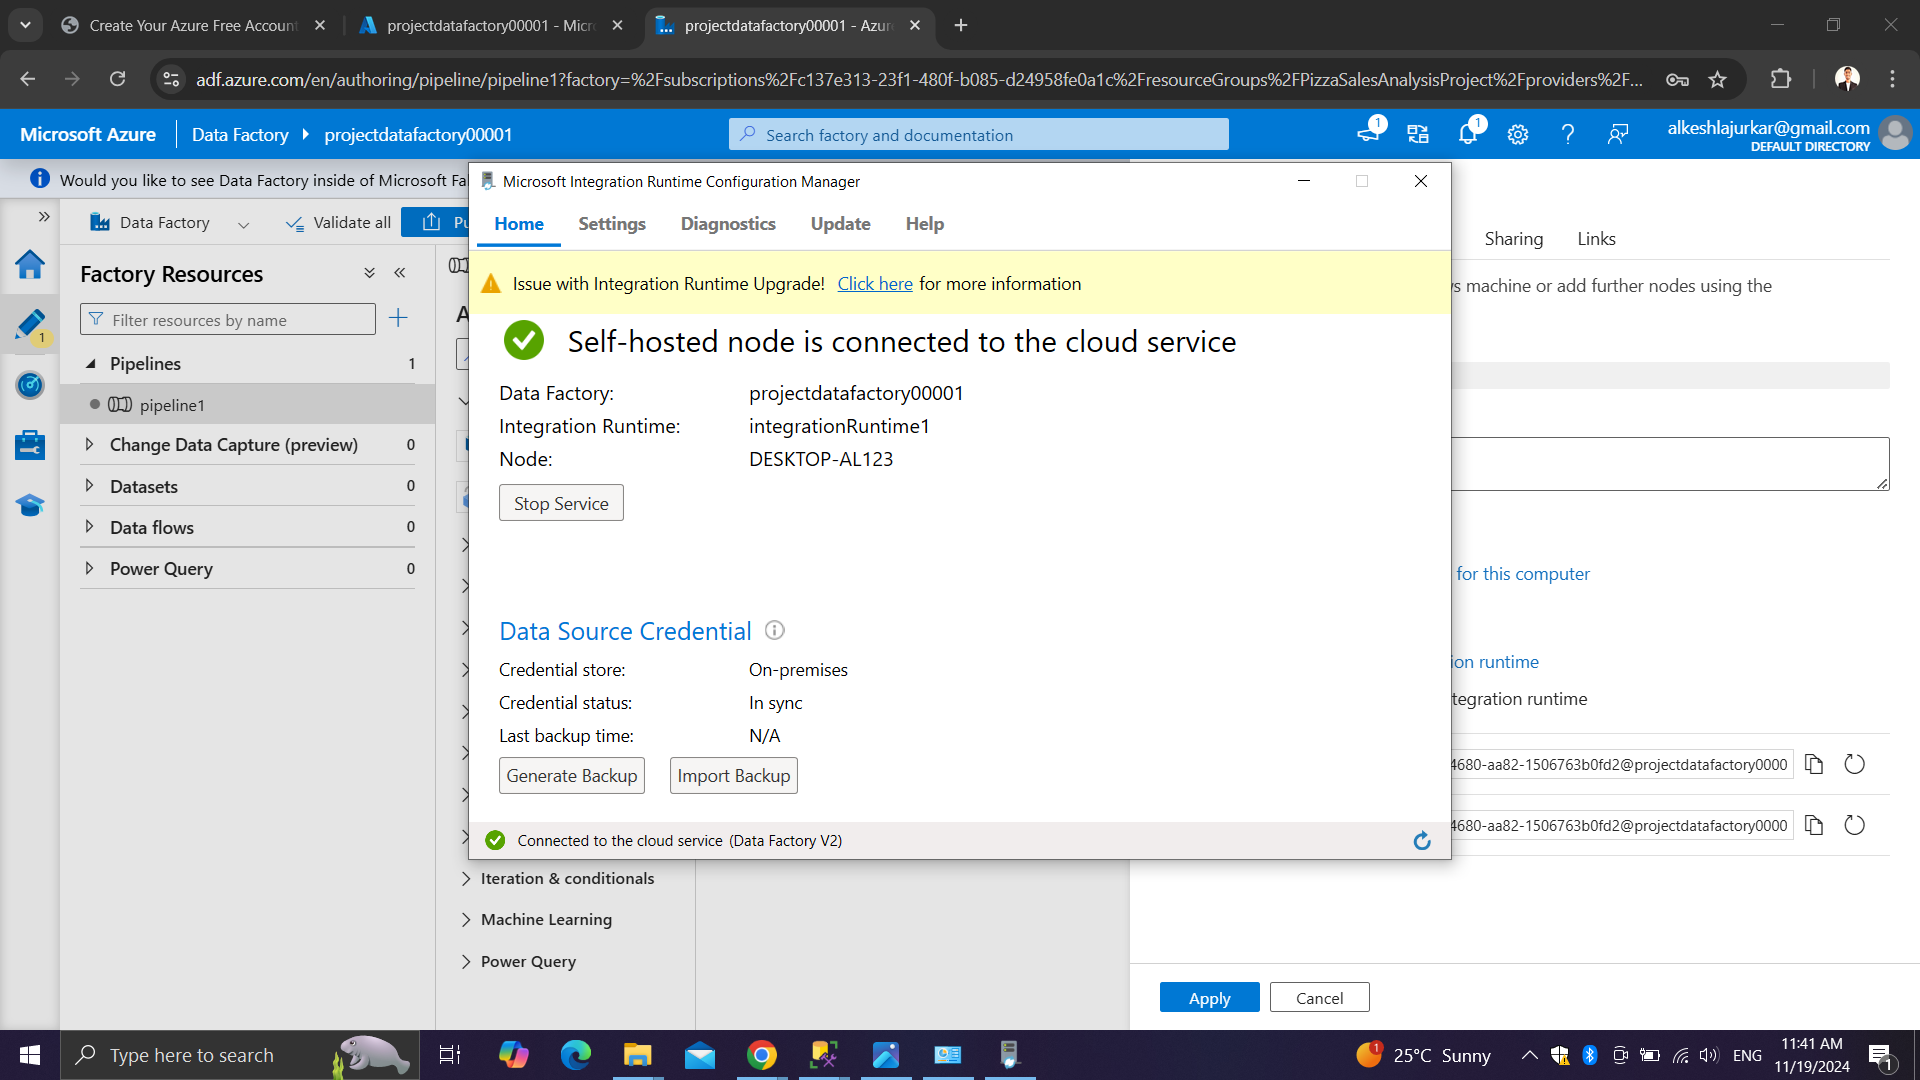 Create Your Azure Free Account
projectdatafactory00001 - Micr
projectdatafactory00001 - Azur
adf.azure.com/en/authoring/pipeline/pipeline1?factory=%2Fsubscriptions%2Fc137e313-23f1-480f-b085-d24958fe0a1c%2FresourceGroups%2FPizzaSalesAnalysisProject%2Fproviders%2F...
Microsoft Azure
Data Factory
projectdatafactory00001
Search factory and documentation
1
1
alkeshlajurkar@gmail.com
DEFAULT DIRECTORY
Would you like to see Data Factory inside of Microsoft Fa
Data Factory
Validate all
Pu
Factory Resources
Filter resources by name
1
Pipelines 1
pipeline1
Change Data Capture (preview) 0
Datasets 0
Data flows 0
Power Query 0
A
Microsoft Integration Runtime Configuration Manager
Home Settings Diagnostics Update Help
Issue with Integration Runtime Upgrade! Click here for more information
Self-hosted node is connected to the cloud service
Data Factory: projectdatafactory00001
Integration Runtime: integrationRuntime1
Node: DESKTOP-AL123
Stop Service
Data Source Credential
Credential store: On-premises
Credential status: In sync
Last backup time: N/A
Generate Backup Import Backup
Connected to the cloud service (Data Factory V2)
Iteration & conditionals
Machine Learning
Power Query
Sharing Links
s machine or add further nodes using the
for this computer
ion runtime
tegration runtime
4680-aa82-1506763b0fd2@projectdatafactory0000
4680-aa82-1506763b0fd2@projectdatafactory0000
Apply Cancel
Type here to search
1
25°C Sunny
ENG
11:41 AM
11/19/2024
1